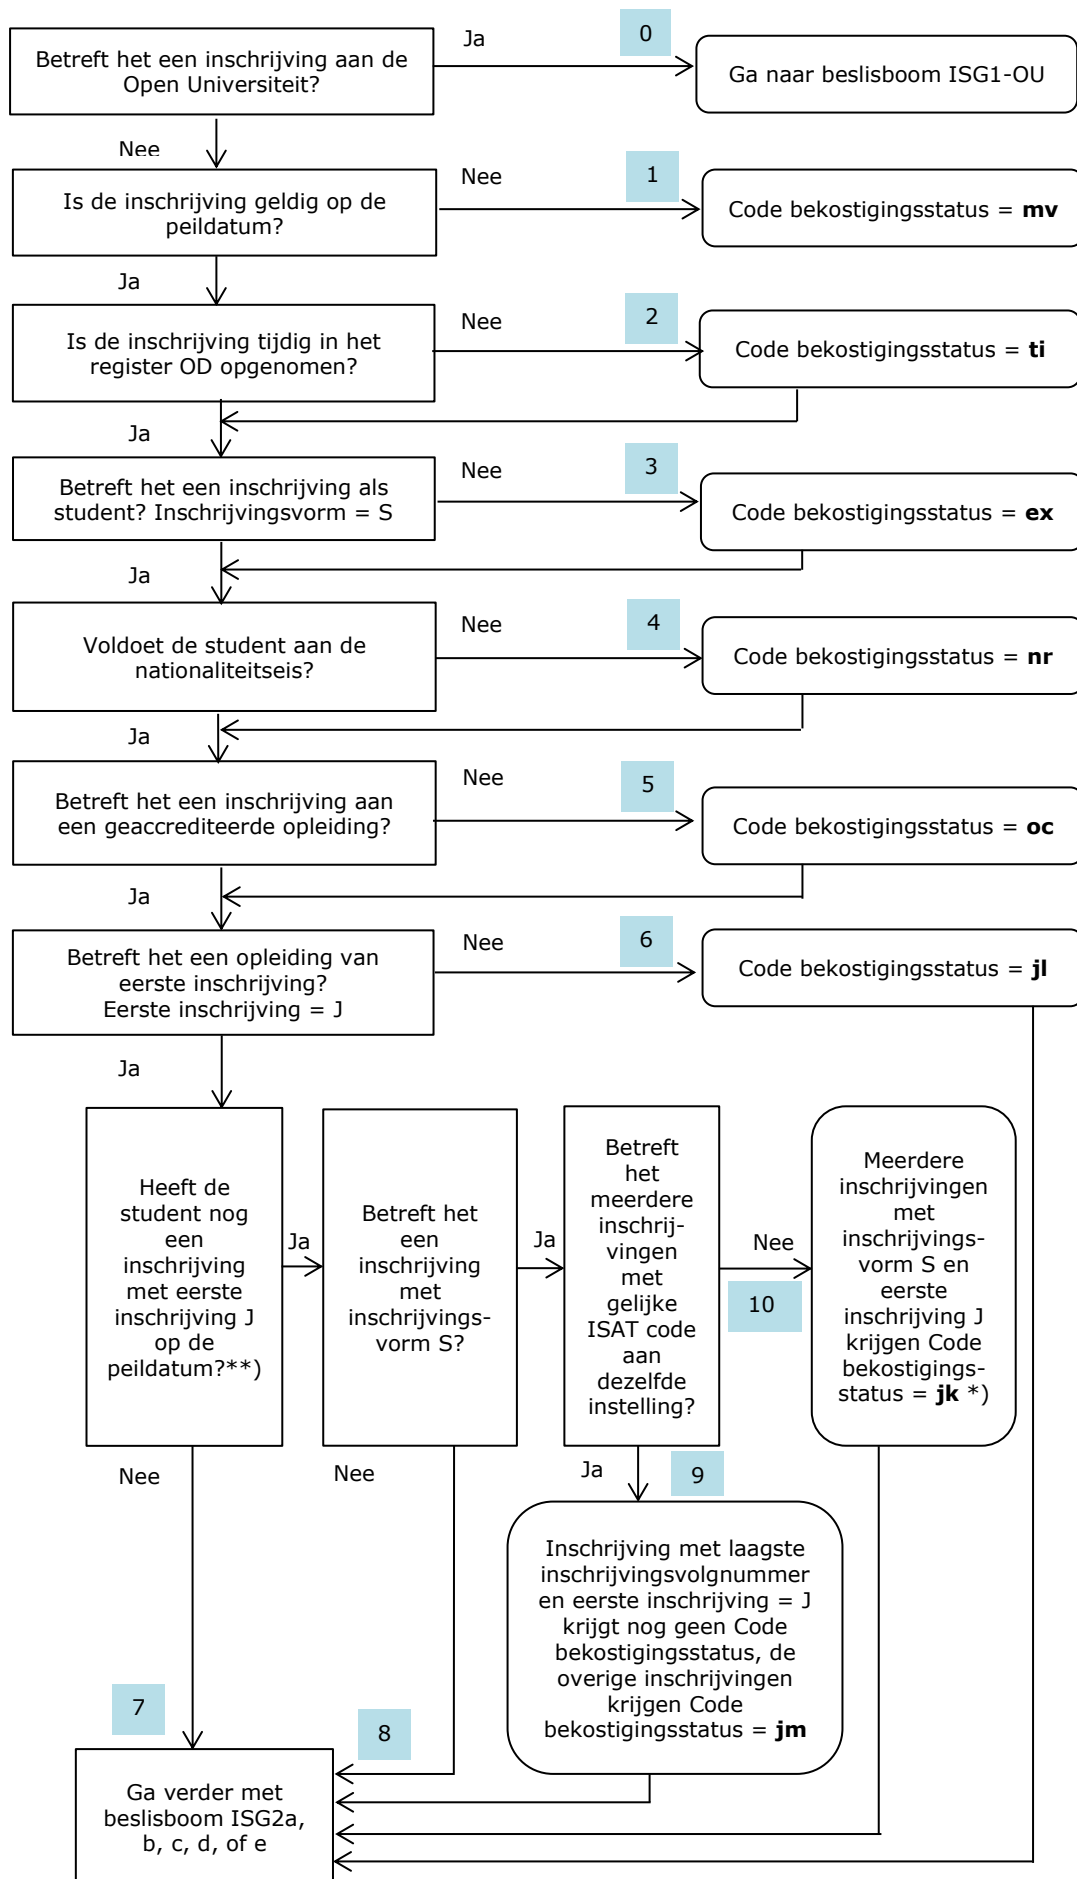 Betreft het een inschrijving aan de
Open Universiteit?
Ja
0
Ga naar beslisboom ISG1-OU
Nee
Is de inschrijving geldig op de
peildatum?
Nee
1
Code bekostigingsstatus = mv
Ja
Is de inschrijving tijdig in het
register OD opgenomen?
Nee
2
Code bekostigingsstatus = ti
Ja
Betreft het een inschrijving als
student? Inschrijvingsvorm = S
Nee
3
Code bekostigingsstatus = ex
Ja
Voldoet de student aan de
nationaliteitseis?
Nee
4
Code bekostigingsstatus = nr
Ja
Betreft het een inschrijving aan
een geaccrediteerde opleiding?
Nee
5
Code bekostigingsstatus = oc
Ja
Betreft het een opleiding van
eerste inschrijving?
Eerste inschrijving = J
Nee
6
Code bekostigingsstatus = jl
Ja
Heeft de
student nog
een
inschrijving
met eerste
inschrijving J
op de
peildatum?**)
Ja
Betreft het
een
inschrijving
met
inschrijvings-
vorm S?
Ja
Betreft
het
meerdere
inschrij-
vingen
met
gelijke
ISAT code
aan
dezelfde
instelling?
Nee
10
Meerdere
inschrijvingen
met
inschrijvings-
vorm S en
eerste
inschrijving J
krijgen Code
bekostigings-
status = jk *)
Nee
Nee
Ja
9
Inschrijving met laagste
inschrijvingsvolgnummer
en eerste inschrijving = J
krijgt nog geen Code
bekostigingsstatus, de
overige inschrijvingen
krijgen Code
bekostigingsstatus = jm
7
8
Ga verder met
beslisboom ISG2a,
b, c, d, of e